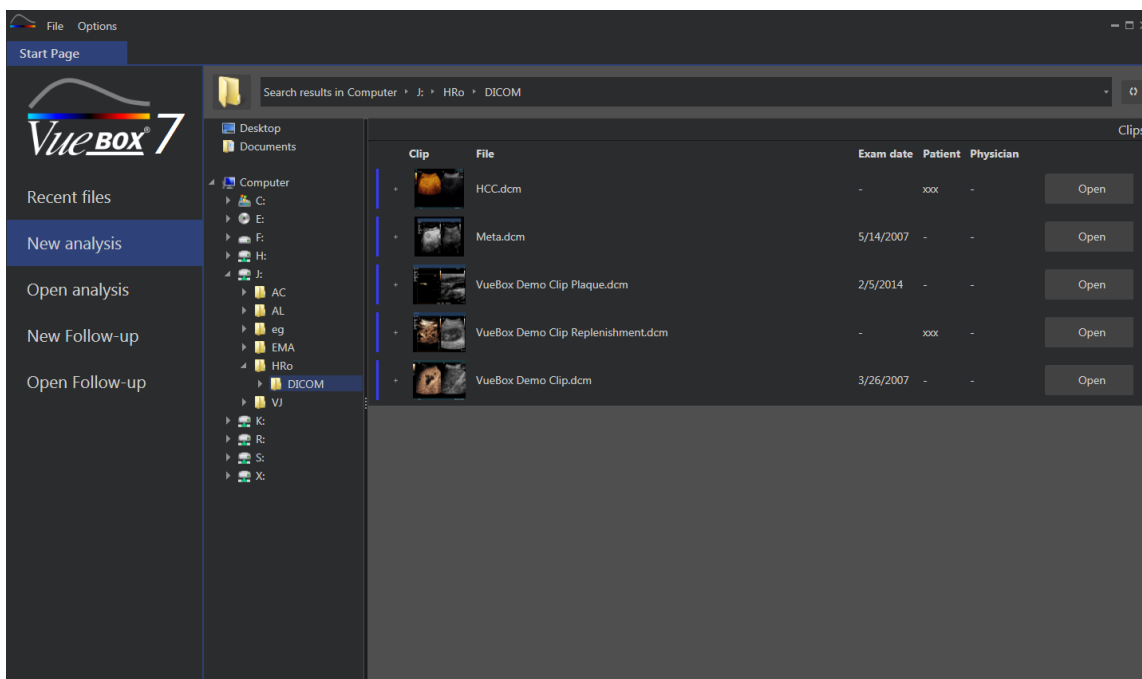 File Options
Start Page
VUEBOX® 7
Recent files
New analysis
Open analysis
New Follow-up
Open Follow-up
Search results in Computer J: HRo DICOM
Desktop
Documents
Computer
C:
E:
F:
H:
J:
AC
AL
eg
EMA
HRo
DICOM
VJ
K:
R:
S:
X:
Clips
Clip File Exam date Patient Physician
+ HCC.dcm - xxx - Open
+ Meta.dcm 5/14/2007 - - Open
+ VueBox Demo Clip Plaque.dcm 2/5/2014 - - Open
+ VueBox Demo Clip Replenishment.dcm - xxx - Open
+ VueBox Demo Clip.dcm 3/26/2007 - - Open